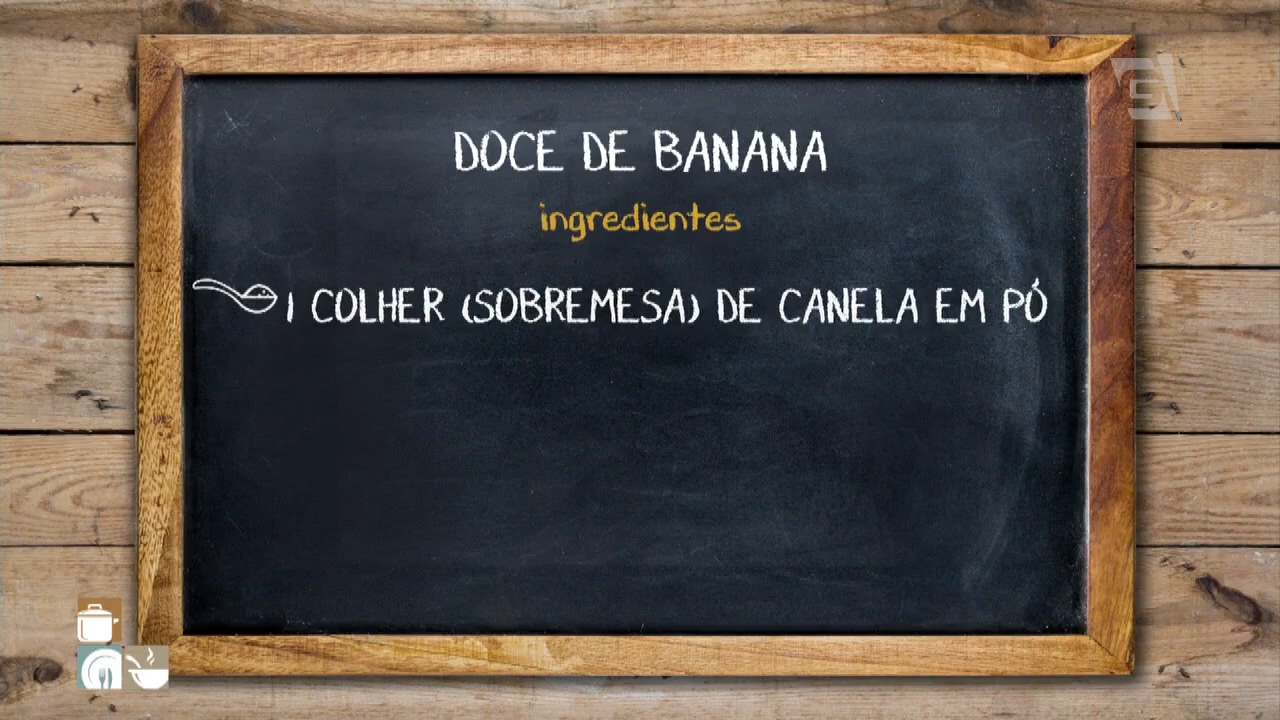 DOCE DE BANANA
ingredientes
1 COLHER (SOBREMESA) DE CANELA EM PÓ